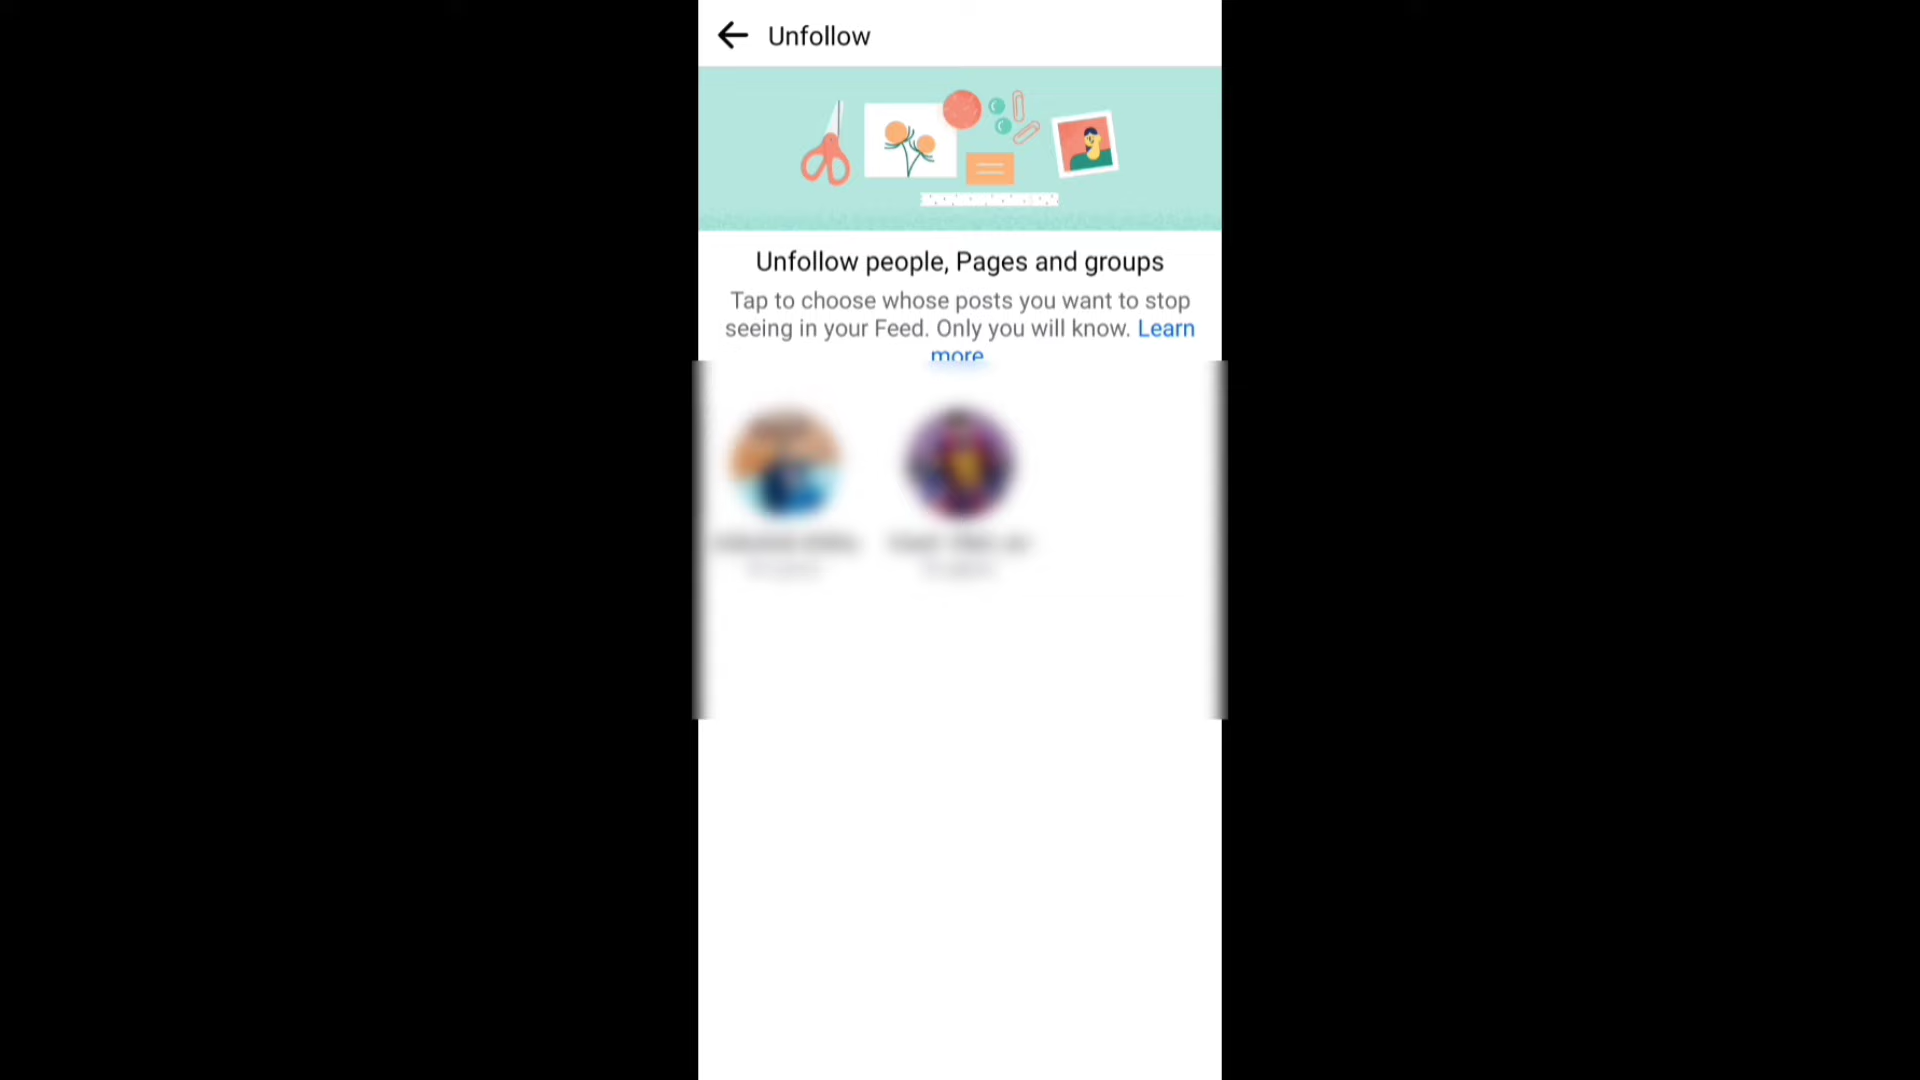 Unfollow
Unfollow people, Pages and groups
Tap to choose whose posts you want to stop
seeing in your Feed. Only you will know. Learn
more